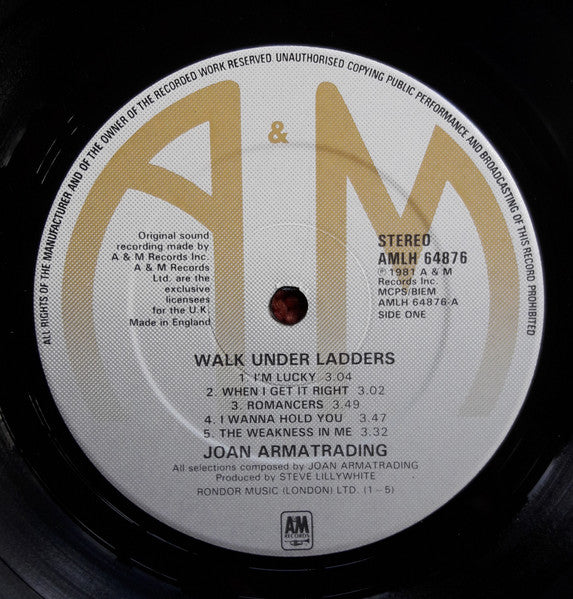 ALL RIGHTS OF THE MANUFACTURER AND OF THE OWNER OF THE RECORDED WORK RESERVED. UNAUTHORISED COPYING PUBLIC PERFORMANCE AND BROADCASTING OF THIS RECORD PROHIBITED
A & M
Original sound
recording made by
A & M Records Inc.
A & M Records
Ltd. are the
exclusive
licensees
for the U.K.
Made in England
STEREO
AMLH 64876
℗ 1981 A & M
Records Inc.
MCPS/BIEM
AMLH 64876-A
SIDE ONE
WALK UNDER LADDERS
1. I'M LUCKY 3.04
2. WHEN I GET IT RIGHT 3.02
3. ROMANCERS 3.49
4. I WANNA HOLD YOU 3.47
5. THE WEAKNESS IN ME 3.32
JOAN ARMATRADING
All selections composed by JOAN ARMATRADING
Produced by STEVE LILLYWHITE
RONDOR MUSIC (LONDON) LTD. (1–5)
AM
RECORDS